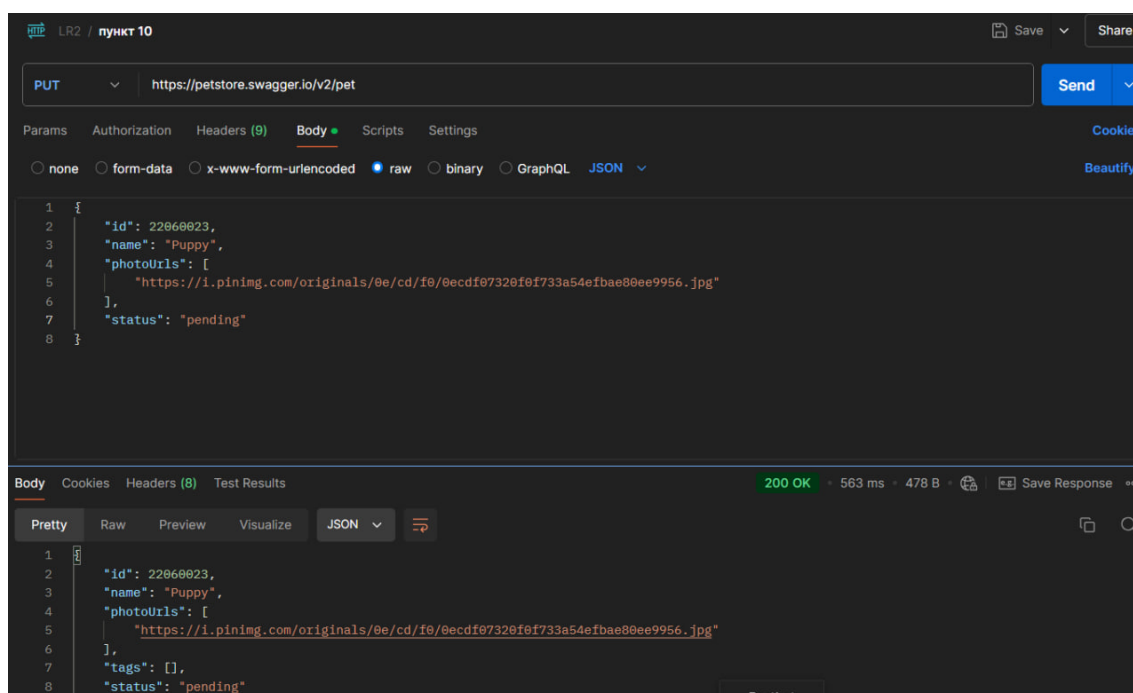 HTTP LR2 / пункт 10 Save Share
PUT https://petstore.swagger.io/v2/pet Send
Params Authorization Headers (9) Body Scripts Settings Cookie
none form-data x-www-form-urlencoded raw binary GraphQL JSON Beautify
1 {
2 "id": 22060023,
3 "name": "Puppy",
4 "photoUrls": [
5 "https://i.pinimg.com/originals/0e/cd/f0/0ecdf07320f0f733a54efbae80ee9956.jpg"
6 ],
7 "status": "pending"
8 }
Body Cookies Headers (8) Test Results 200 OK 563 ms 478 B e.g. Save Response
Pretty Raw Preview Visualize JSON
1 {
2 "id": 22060023,
3 "name": "Puppy",
4 "photoUrls": [
5 "https://i.pinimg.com/originals/0e/cd/f0/0ecdf07320f0f733a54efbae80ee9956.jpg"
6 ],
7 "tags": [],
8 "status": "pending"